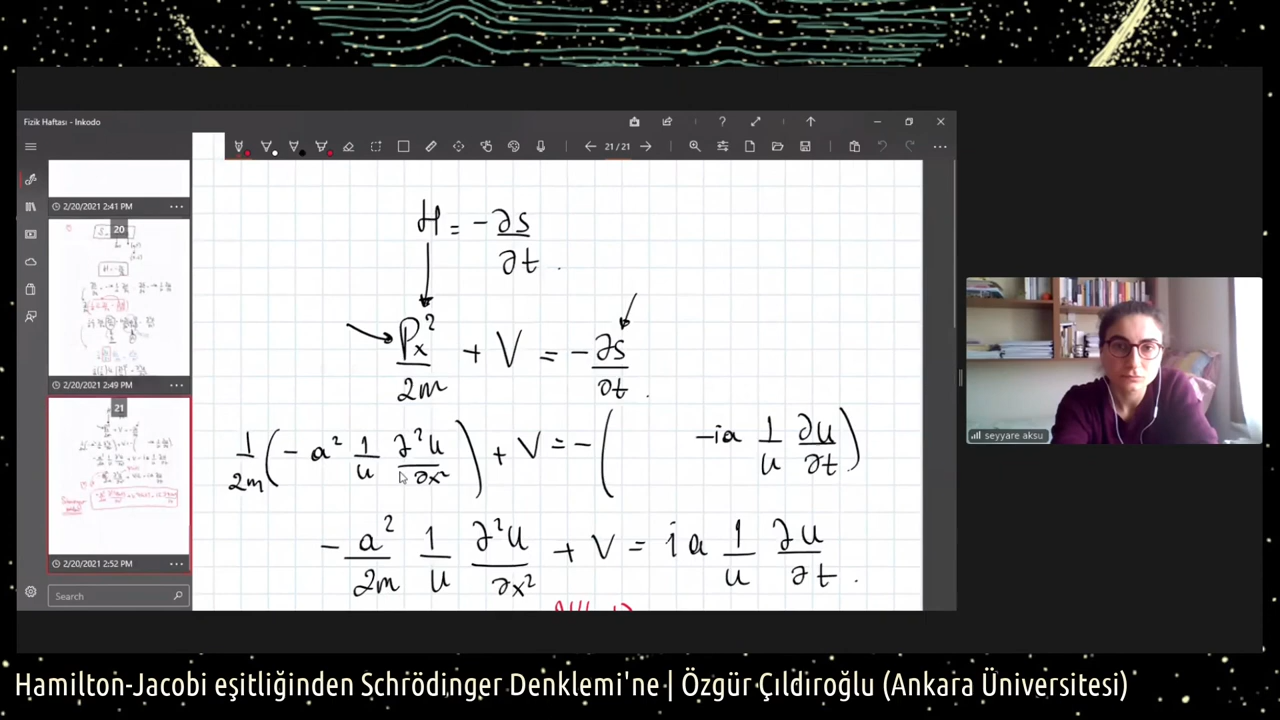 Fizik Haftası - Inkodo
21 / 21
2/20/2021 2:41 PM
20
2/20/2021 2:49 PM
21
2/20/2021 2:52 PM
Search
H = -∂s/∂t .
Px²/2m + V = -∂s/∂t .
1/2m ( - a² 1/u ∂²u/∂x² ) + V = - ( -ia 1/u ∂u/∂t )
- a²/2m 1/u ∂²u/∂x² + V = i a 1/u ∂u/∂t .
seyyare aksu
Hamilton-Jacobi eşitliğinden Schrödinger Denklemi'ne | Özgür Çıldıroğlu (Ankara Üniversitesi)